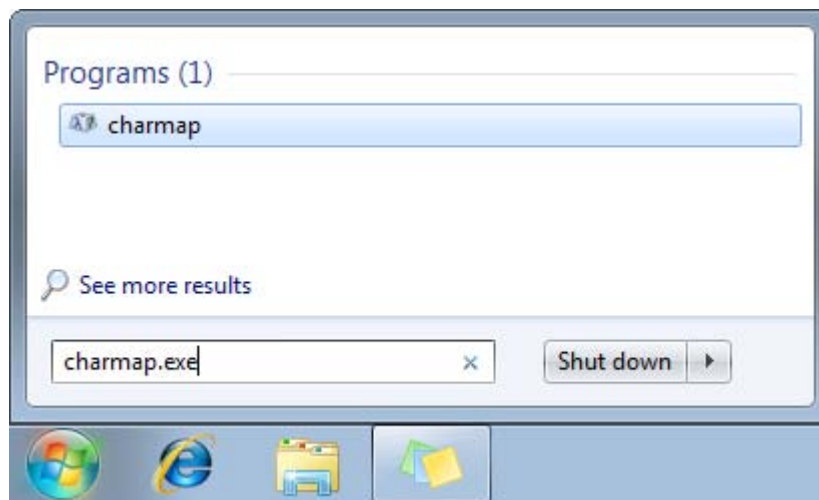 Programs (1)
charmap
See more results
charmap.exe
Shut down